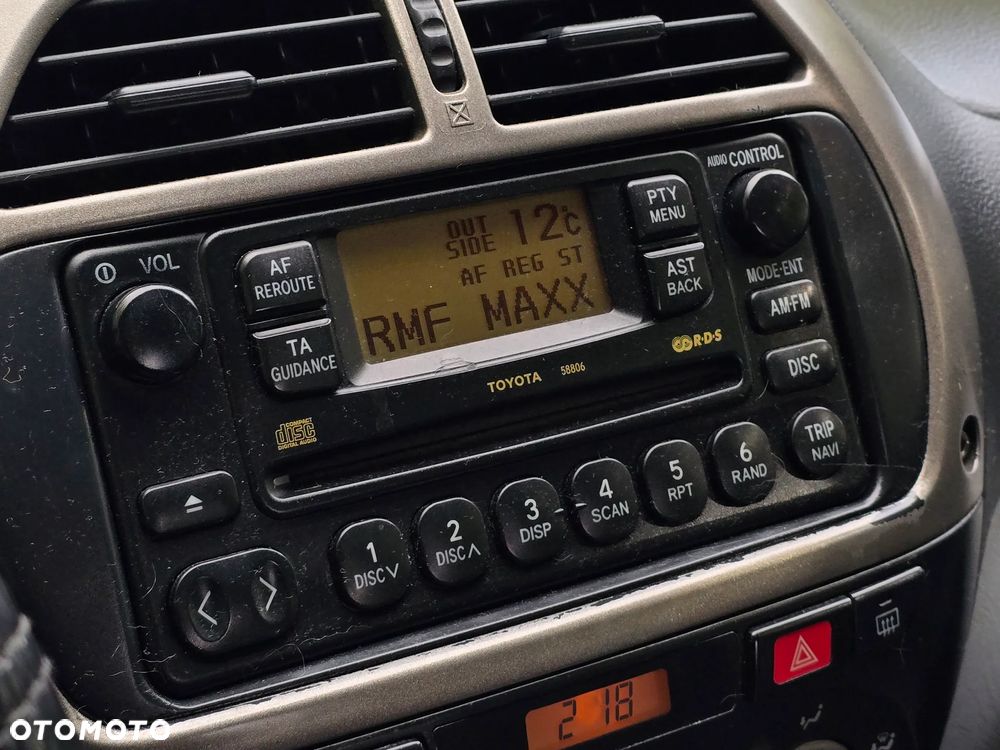 AUDIO CONTROL
VOL
AF
REROUTE
OUT
SIDE
12°C
AF REG ST
RMF MAXX
PTY
MENU
AST
BACK
MODE·ENT
AM·FM
TA
GUIDANCE
R·D·S
TOYOTA 58806
DISC
COMPACT
disc
DIGITAL AUDIO
1
DISC ∨
2
DISC ∧
3
DISP
4
SCAN
5
RPT
6
RAND
TRIP
NAVI
< >
2 18
OTOMOTO